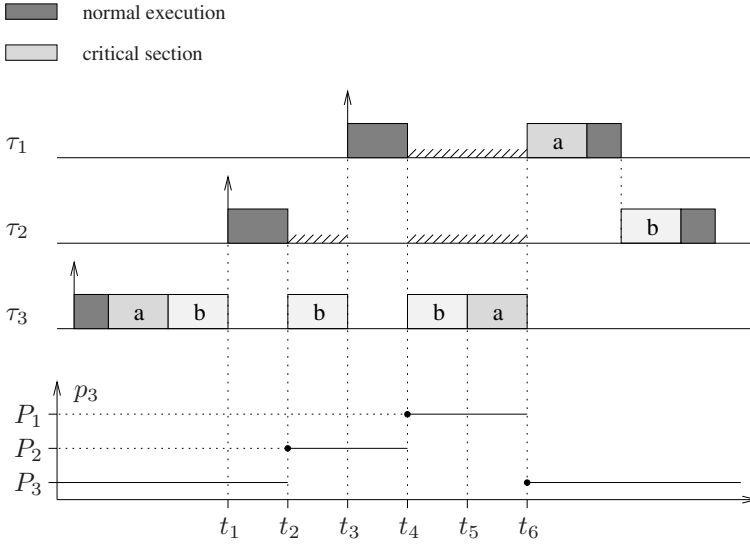 normal execution
critical section
τ₁ a
τ₂ b
τ₃ a b b b a
p₃
P₁
P₂
P₃
t₁ t₂ t₃ t₄ t₅ t₆